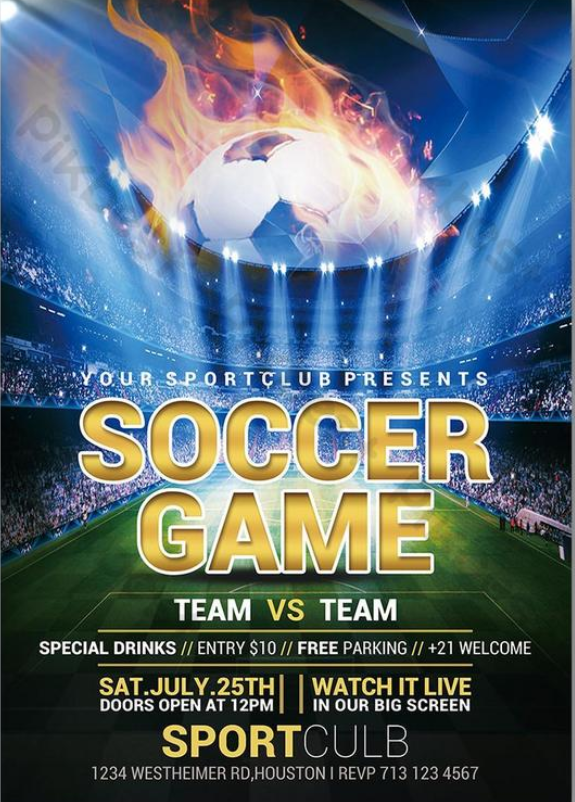 YOUR SPORTCLUB PRESENTS
SOCCER
GAME
TEAM VS TEAM
SPECIAL DRINKS // ENTRY $10 // FREE PARKING // +21 WELCOME
SAT.JULY.25TH
DOORS OPEN AT 12PM
WATCH IT LIVE
IN OUR BIG SCREEN
SPORTCULB
1234 WESTHEIMER RD,HOUSTON I REVP 713 123 4567